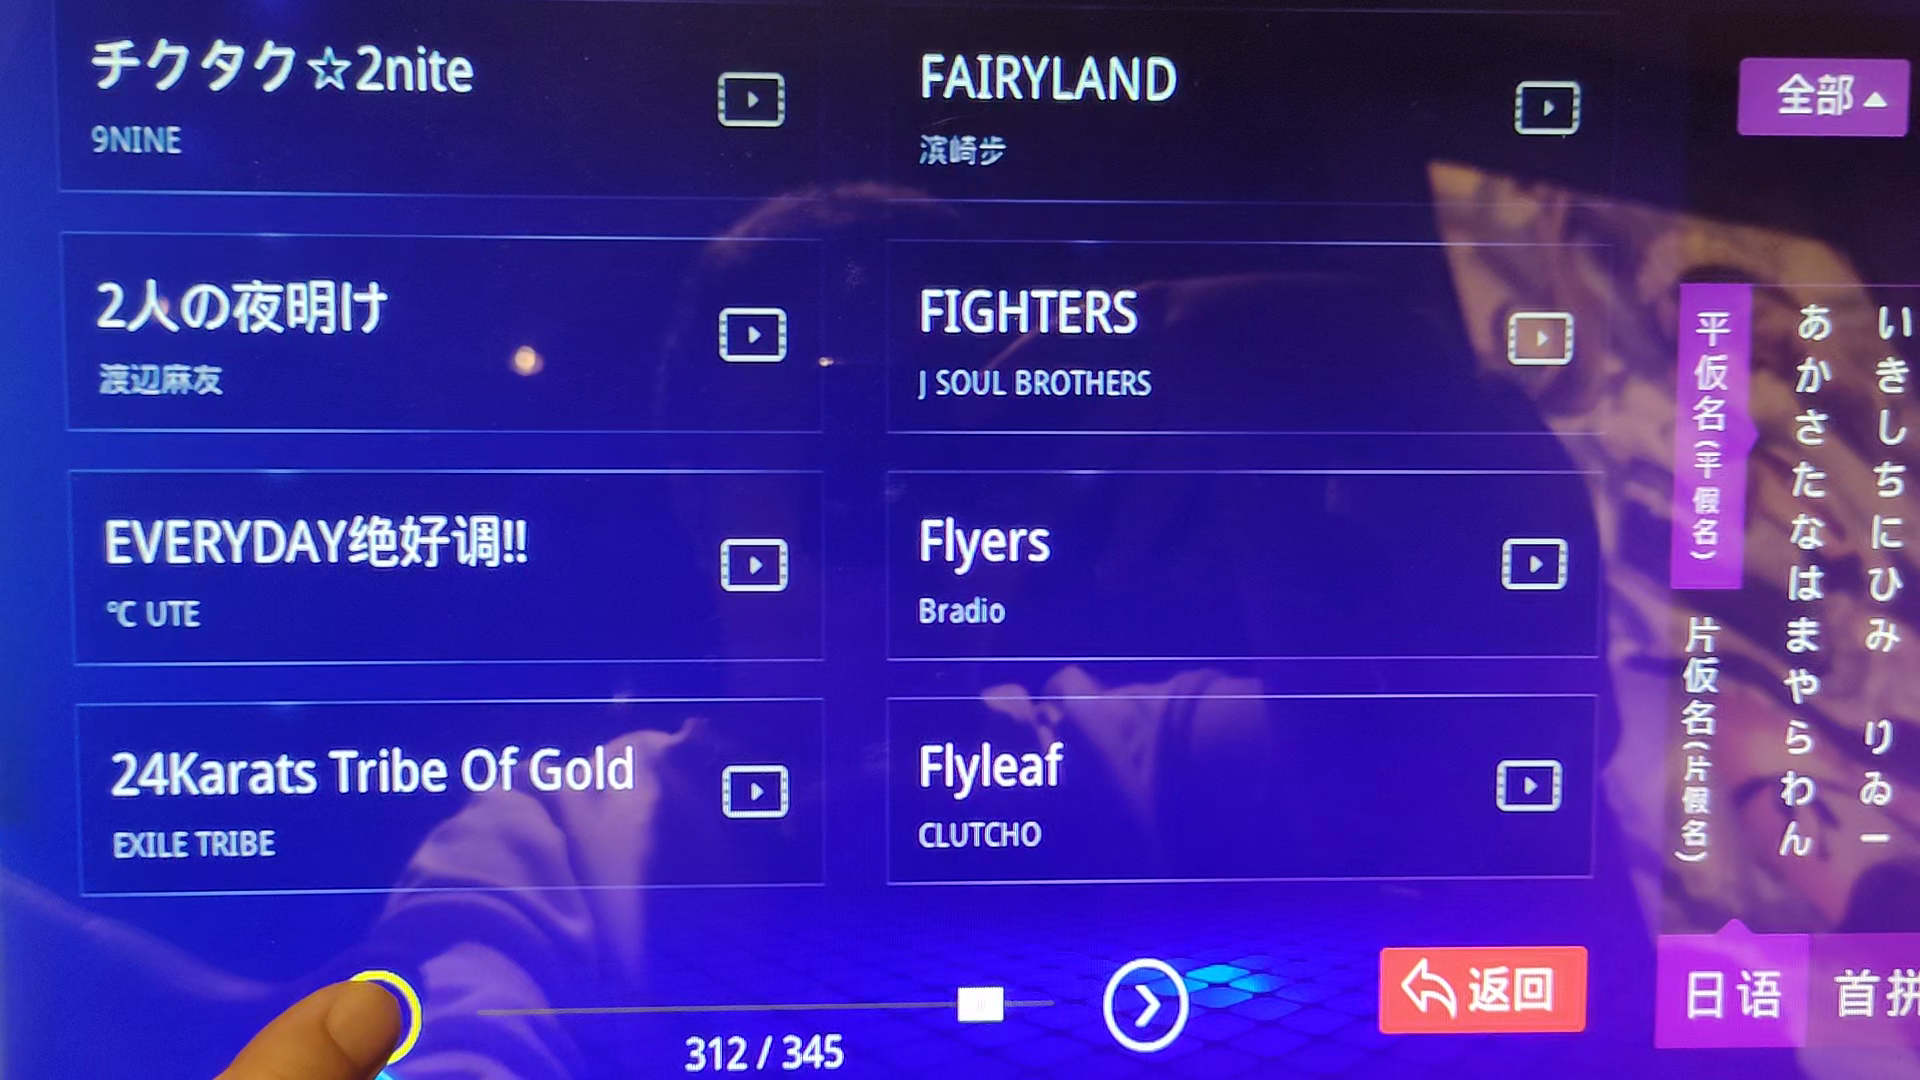 チクタク☆2nite
9NINE
FAIRYLAND
滨崎步
2人の夜明け
渡辺麻友
FIGHTERS
J SOUL BROTHERS
EVERYDAY绝好调!!
℃ UTE
Flyers
Bradio
24Karats Tribe Of Gold
EXILE TRIBE
Flyleaf
CLUTCHO
312 / 345
返回
全部
平仮名(平假名)
片仮名(片假名)
あかさたなはまやらわん
いきしちにひみ りゐー
日语
首拼